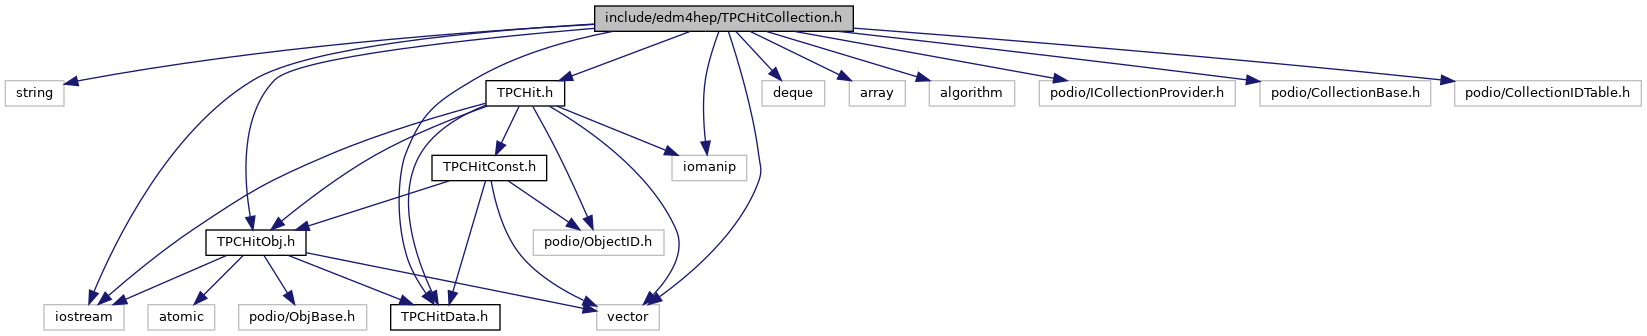 include/edm4hep/TPCHitCollection.h
string
TPCHit.h
deque
array
algorithm
podio/ICollectionProvider.h
podio/CollectionBase.h
podio/CollectionIDTable.h
TPCHitConst.h
iomanip
TPCHitObj.h
podio/ObjectID.h
iostream
atomic
podio/ObjBase.h
TPCHitData.h
vector